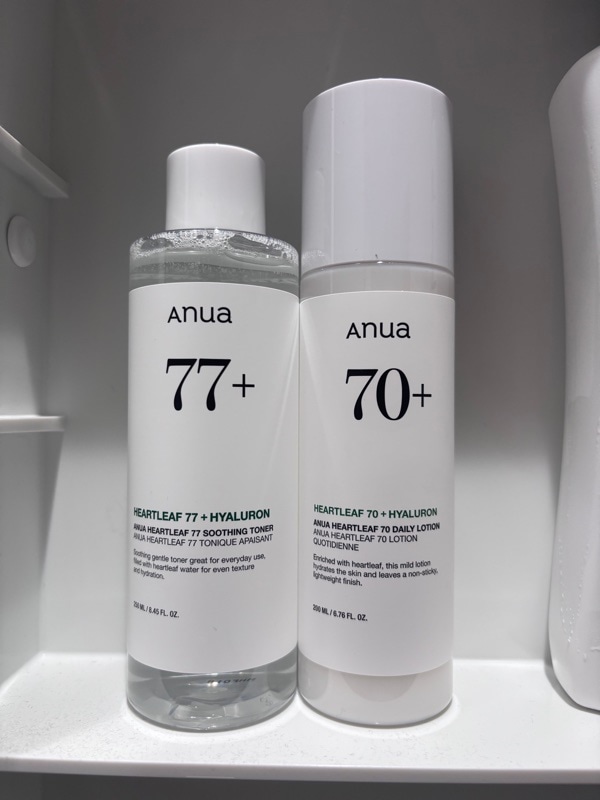 Anua
77+
HEARTLEAF 77 + HYALURON
ANUA HEARTLEAF 77 SOOTHING TONER
ANUA HEARTLEAF 77 TONIQUE APAISANT
Soothing gentle toner great for everyday use,
filled with heartleaf water for even texture
and hydration.
250 ML / 8.45 FL. OZ.
Anua
70+
HEARTLEAF 70 + HYALURON
ANUA HEARTLEAF 70 DAILY LOTION
ANUA HEARTLEAF 70 LOTION
QUOTIDIENNE
Enriched with heartleaf, this mild lotion
hydrates the skin and leaves a non-sticky,
lightweight finish.
200 ML / 6.76 FL. OZ.